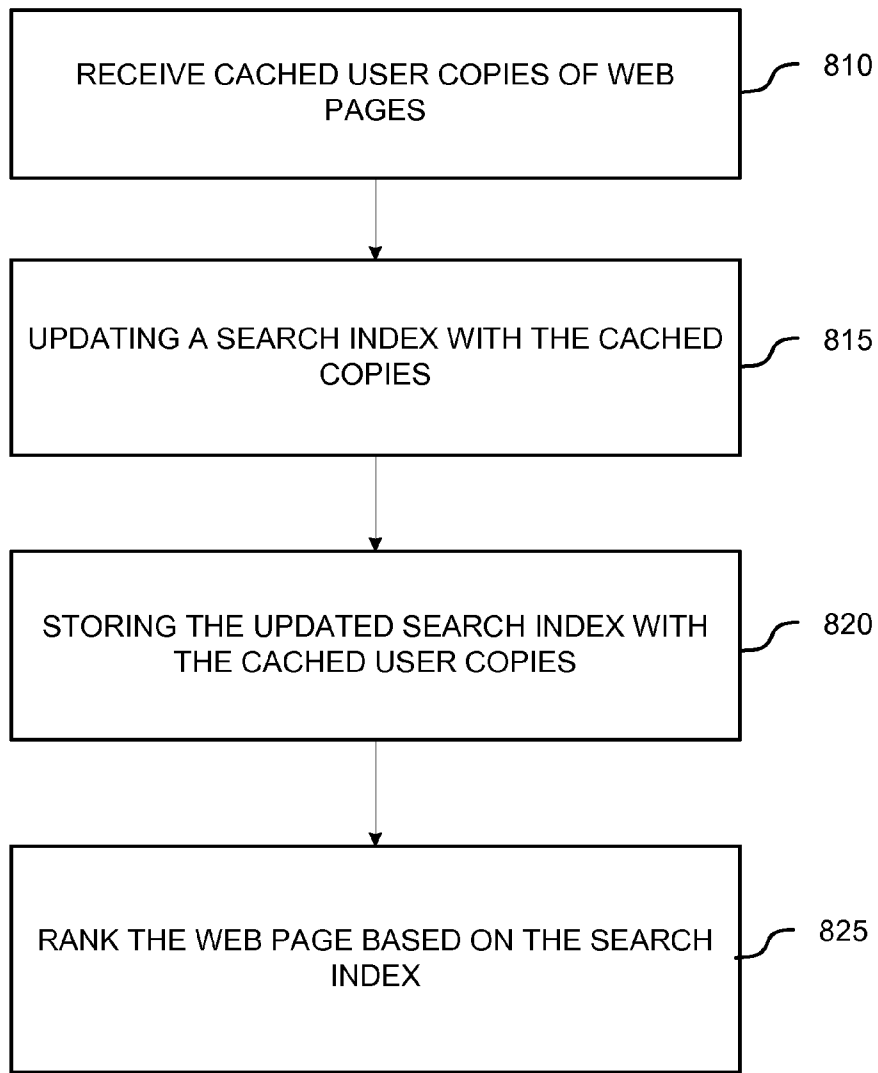 RECEIVE CACHED USER COPIES OF WEB
PAGES
810
UPDATING A SEARCH INDEX WITH THE CACHED
COPIES
815
STORING THE UPDATED SEARCH INDEX WITH
THE CACHED USER COPIES
820
RANK THE WEB PAGE BASED ON THE SEARCH
INDEX
825